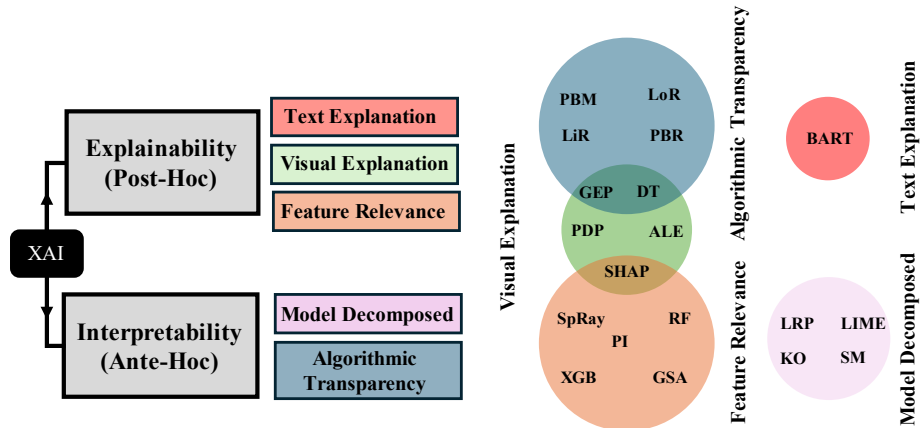 XAI
Explainability
(Post-Hoc)
Text Explanation
Visual Explanation
Feature Relevance
Interpretability
(Ante-Hoc)
Model Decomposed
Algorithmic
Transparency
Visual Explanation
PBM
LoR
LiR
PBR
GEP
DT
PDP
ALE
SHAP
SpRay
RF
PI
XGB
GSA
Algorithmic Transparency
Feature Relevance
BART
Text Explanation
LRP
LIME
KO
SM
Model Decomposed